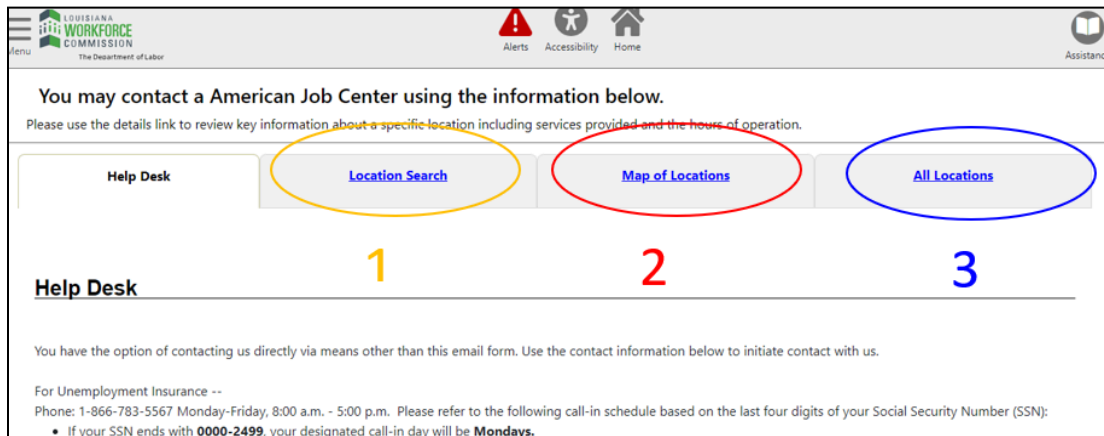 LOUISIANA
WORKFORCE
COMMISSION
The Department of Labor
Menu
Alerts
Accessibility
Home
Assistanc
You may contact a American Job Center using the information below.
Please use the details link to review key information about a specific location including services provided and the hours of operation.
Help Desk
Location Search
Map of Locations
All Locations
1
2
3
Help Desk
You have the option of contacting us directly via means other than this email form. Use the contact information below to initiate contact with us.
For Unemployment Insurance --
Phone: 1-866-783-5567 Monday-Friday, 8:00 a.m. - 5:00 p.m. Please refer to the following call-in schedule based on the last four digits of your Social Security Number (SSN):
• If your SSN ends with 0000-2499, your designated call-in day will be Mondays.